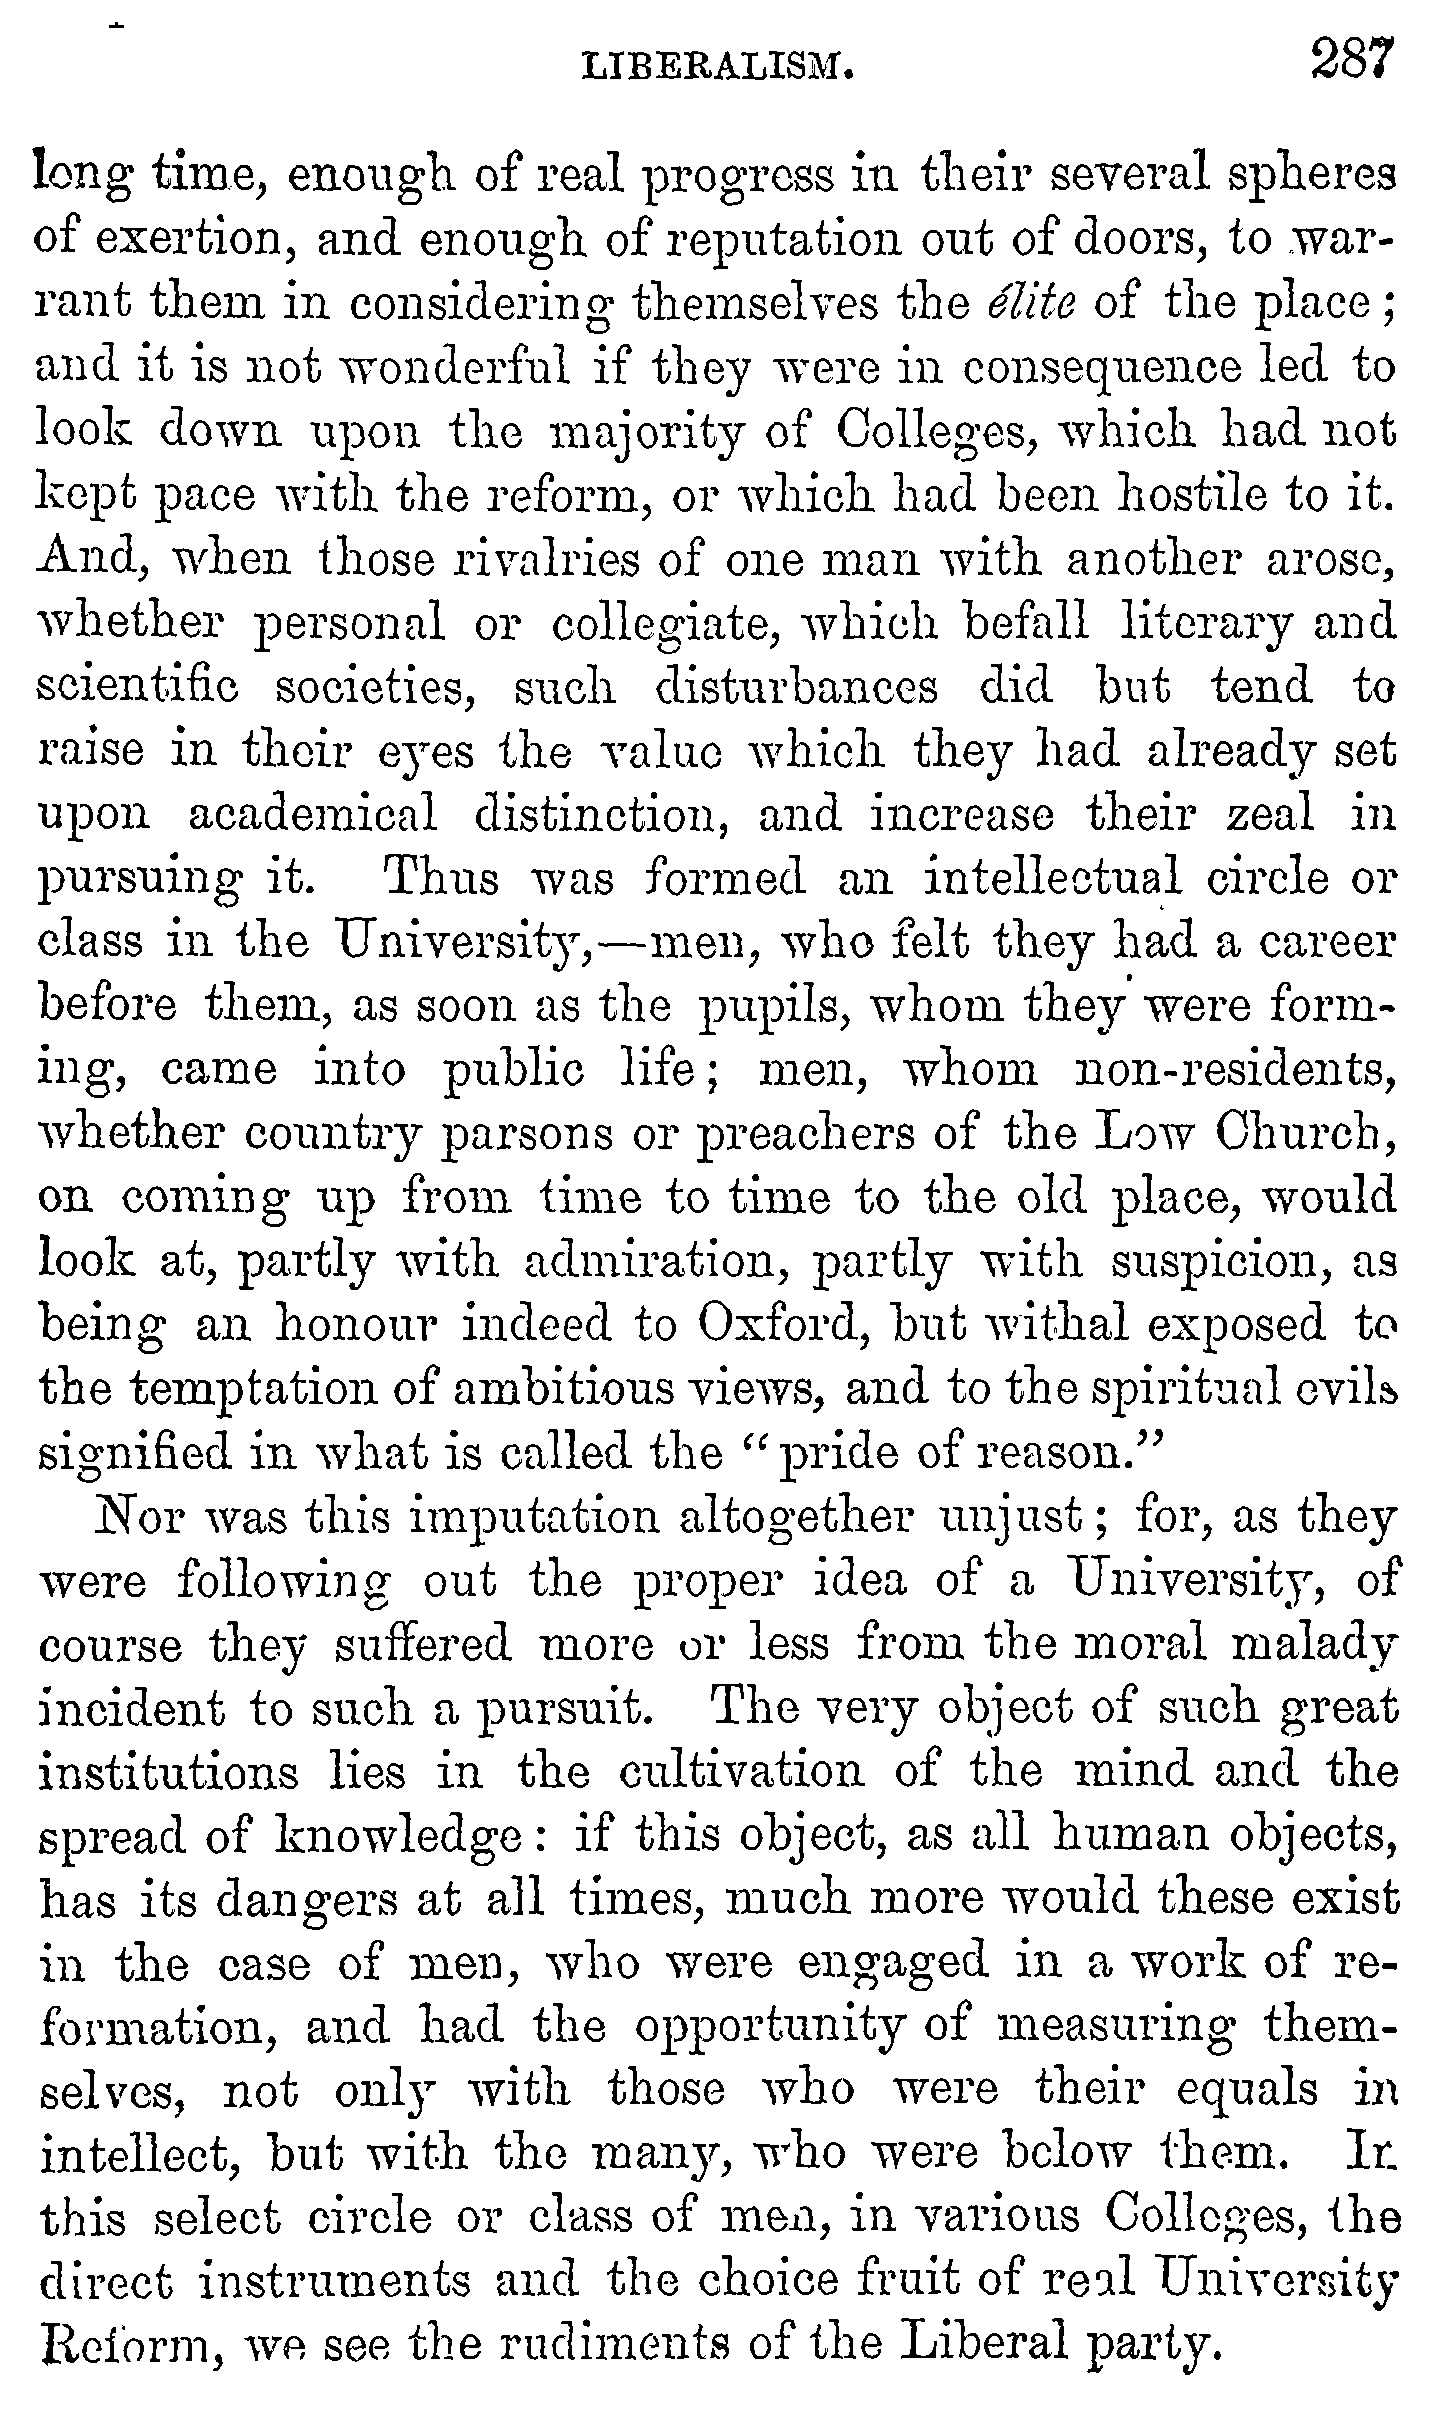 LIBERALISM. 287
long time, enough of real progress in their several spheres
of exertion, and enough of reputation out of doors, to war-
rant them in considering themselves the élite of the place;
and it is not wonderful if they were in consequence led to
look down upon the majority of Colleges, which had not
kept pace with the reform, or which had been hostile to it.
And, when those rivalries of one man with another arose,
whether personal or collegiate, which befall literary and
scientific societies, such disturbances did but tend to
raise in their eyes the value which they had already set
upon academical distinction, and increase their zeal in
pursuing it. Thus was formed an intellectual circle or
class in the University,—men, who felt they had a career
before them, as soon as the pupils, whom they were form-
ing, came into public life; men, whom non-residents,
whether country parsons or preachers of the Low Church,
on coming up from time to time to the old place, would
look at, partly with admiration, partly with suspicion, as
being an honour indeed to Oxford, but withal exposed to
the temptation of ambitious views, and to the spiritual evils
signified in what is called the “pride of reason.”
Nor was this imputation altogether unjust; for, as they
were following out the proper idea of a University, of
course they suffered more or less from the moral malady
incident to such a pursuit. The very object of such great
institutions lies in the cultivation of the mind and the
spread of knowledge: if this object, as all human objects,
has its dangers at all times, much more would these exist
in the case of men, who were engaged in a work of re-
formation, and had the opportunity of measuring them-
selves, not only with those who were their equals in
intellect, but with the many, who were below them. In
this select circle or class of men, in various Colleges, the
direct instruments and the choice fruit of real University
Reform, we see the rudiments of the Liberal party.